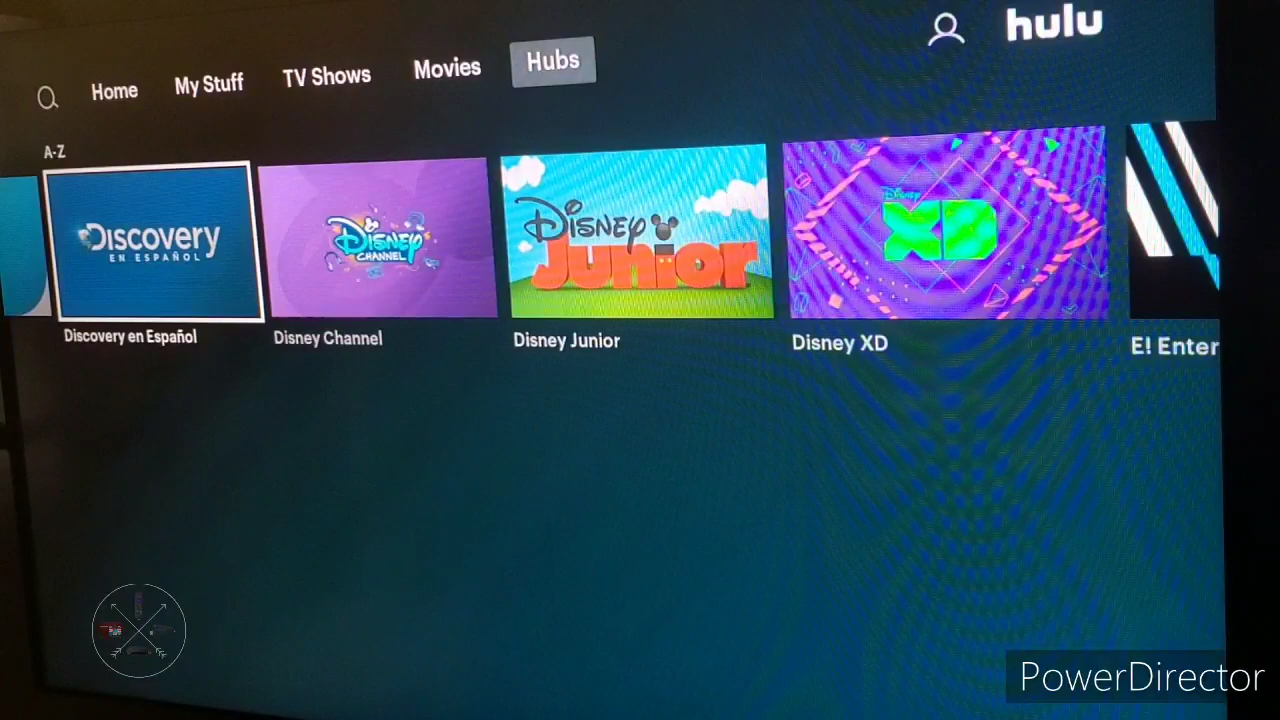 hulu
Home My Stuff TV Shows Movies Hubs
A-Z
Discovery
EN ESPAÑOL
Disney
CHANNEL
Disney
Junior
Disney
XD
Discovery en Español
Disney Channel
Disney Junior
Disney XD
E! Enter
PowerDirector